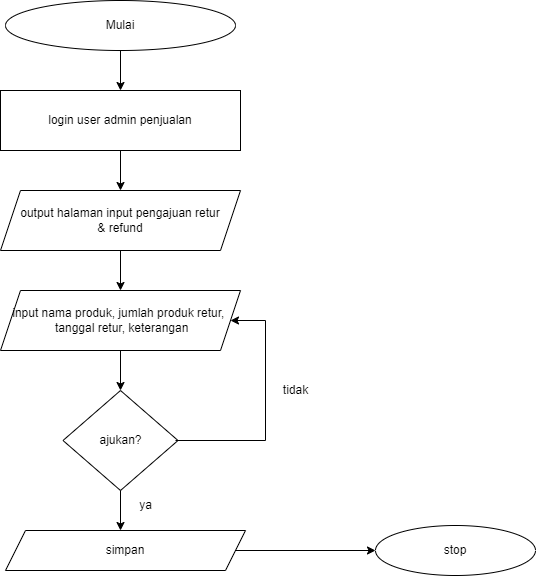 Mulai
login user admin penjualan
output halaman input pengajuan retur
& refund
input nama produk, jumlah produk retur,
tanggal retur, keterangan
tidak
ajukan?
ya
simpan
stop